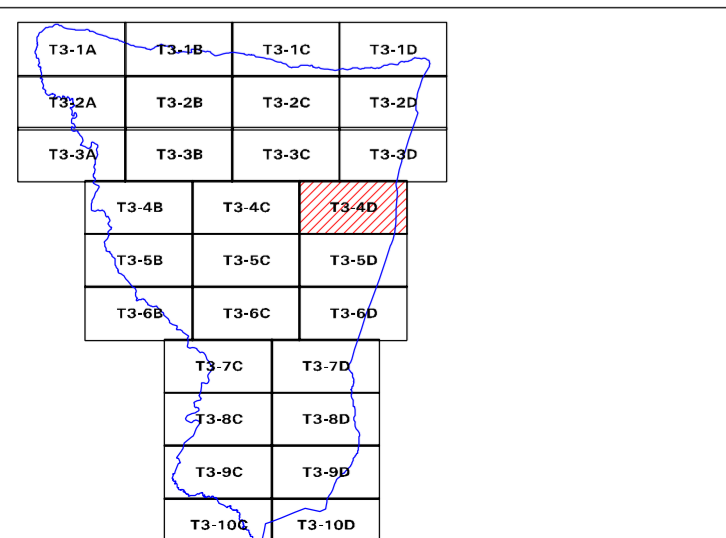 T3-1A T3-1B T3-1C T3-1D
T3-2A T3-2B T3-2C T3-2D
T3-3A T3-3B T3-3C T3-3D
T3-4B T3-4C T3-4D
T3-5B T3-5C T3-5D
T3-6B T3-6C T3-6D
T3-7C T3-7D
T3-8C T3-8D
T3-9C T3-9D
T3-10C T3-10D